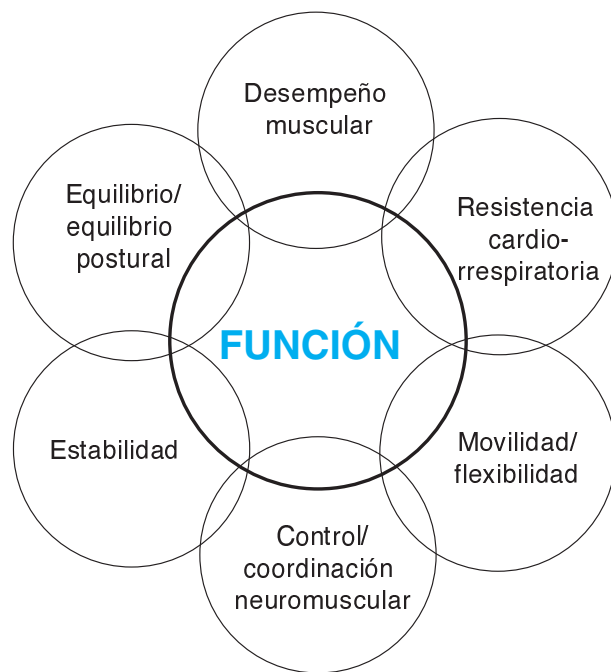 Desempeño
muscular
Resistencia
cardio-
rrespiratoria
Equilibrio/
equilibrio
postural
FUNCIÓN
Estabilidad
Movilidad/
flexibilidad
Control/
coordinación
neuromuscular